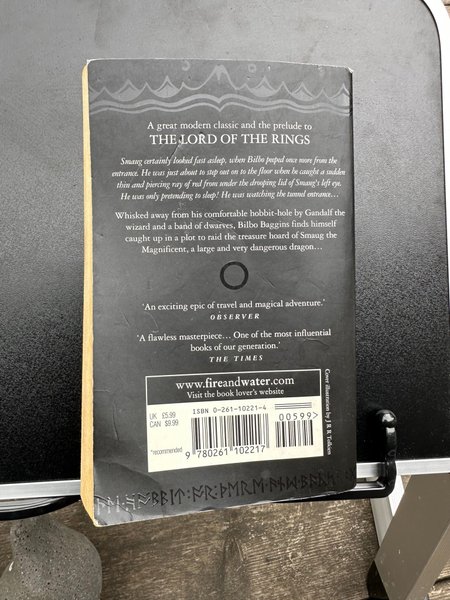 A great modern classic and the prelude to
THE LORD OF THE RINGS
Smaug certainly looked fast asleep, when Bilbo peeped once more from the
entrance. He was just about to step out on to the floor when he caught a sudden
thin and piercing ray of red from under the drooping lid of Smaug's left eye.
He was only pretending to sleep! He was watching the tunnel entrance...
Whisked away from his comfortable hobbit-hole by Gandalf the
wizard and a band of dwarves, Bilbo Baggins finds himself
caught up in a plot to raid the treasure hoard of Smaug the
Magnificent, a large and very dangerous dragon...
'An exciting epic of travel and magical adventure.'
OBSERVER
'A flawless masterpiece... One of the most influential
books of our generation.'
THE TIMES
www.fireandwater.com
Visit the book lover's website
ISBN 0-261-10221-4
UK £5.99
CAN $9.99
*recommended
00599>
9 780261 102217
Cover illustration by J R R Tolkien